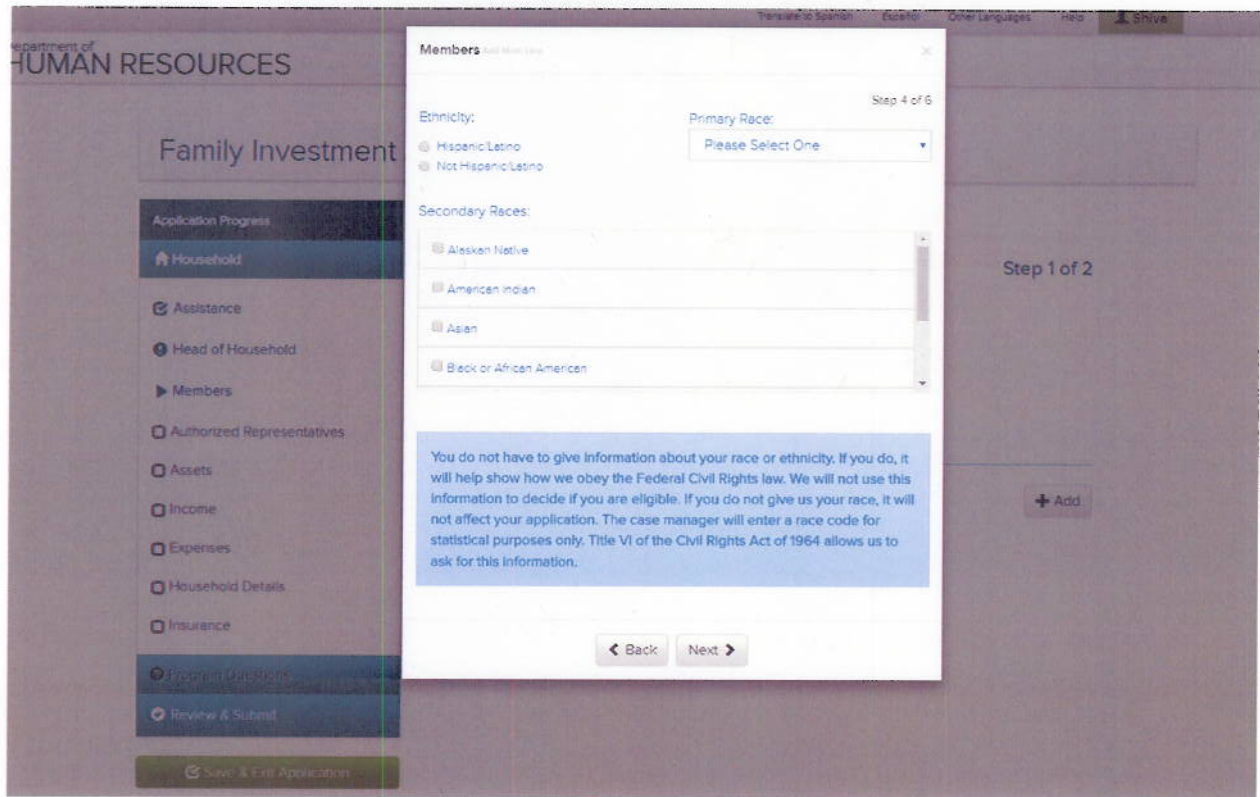 Translate to Spanish Español Other Languages Help Shiva
epartment of
HUMAN RESOURCES
Members
×
Step 4 of 6
Ethnicity:
Primary Race:
Hispanic/Latino
Please Select One
Not Hispanic/Latino
Family Investment
Secondary Races:
Application Progress
Alaskan Native
Household
Step 1 of 2
American Indian
Assistance
Asian
Head of Household
Black or African American
Members
Authorized Representatives
You do not have to give information about your race or ethnicity. If you do, it
will help show how we obey the Federal Civil Rights law. We will not use this
information to decide if you are eligible. If you do not give us your race, it will
not affect your application. The case manager will enter a race code for
statistical purposes only. Title VI of the Civil Rights Act of 1964 allows us to
ask for this information.
Assets
Add
Income
Expenses
Household Details
Insurance
Back Next
Program Questions
Review & Submit
Save & Exit Application